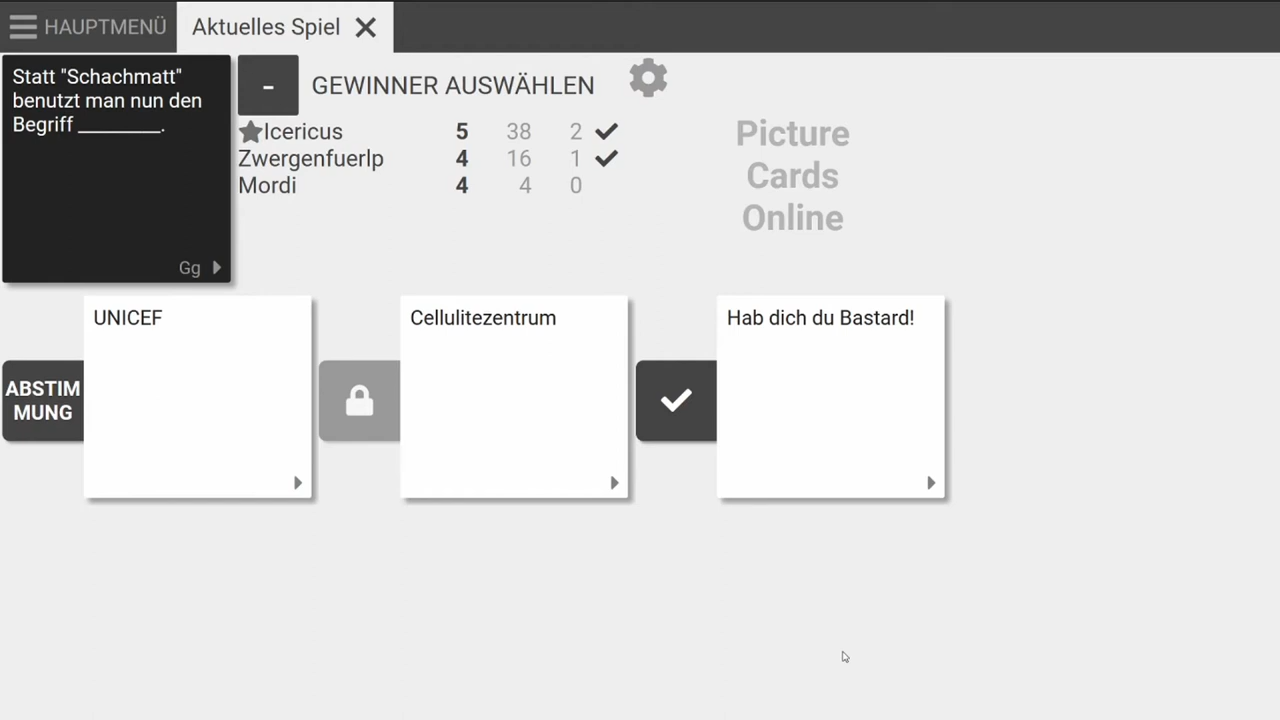 HAUPTMENÜ
Aktuelles Spiel
Statt "Schachmatt"
benutzt man nun den
Begriff ________.
Gg
-
GEWINNER AUSWÄHLEN
Icericus 5 38 2
Zwergenfuerlp 4 16 1
Mordi 4 4 0
Picture
Cards
Online
ABSTIM
MUNG
UNICEF
Cellulitezentrum
Hab dich du Bastard!